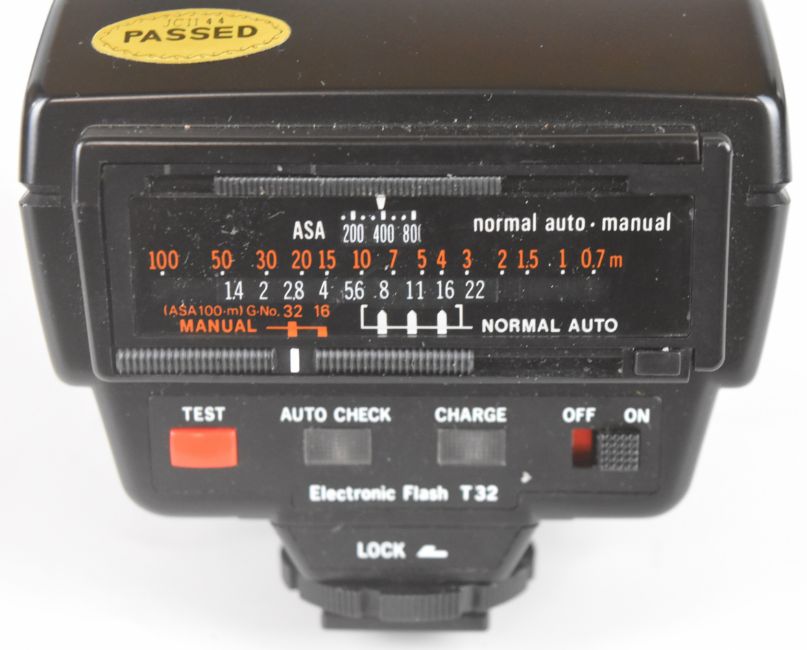 JCII 44
PASSED
ASA 200 400 800 normal auto · manual
100 50 30 20 15 10 7 5 4 3 2 1.5 1 0.7 m
1.4 2 2.8 4 5.6 8 11 16 22
(ASA100·m) G·No. 32 16
MANUAL NORMAL AUTO
TEST AUTO CHECK CHARGE OFF ON
Electronic Flash T32
LOCK